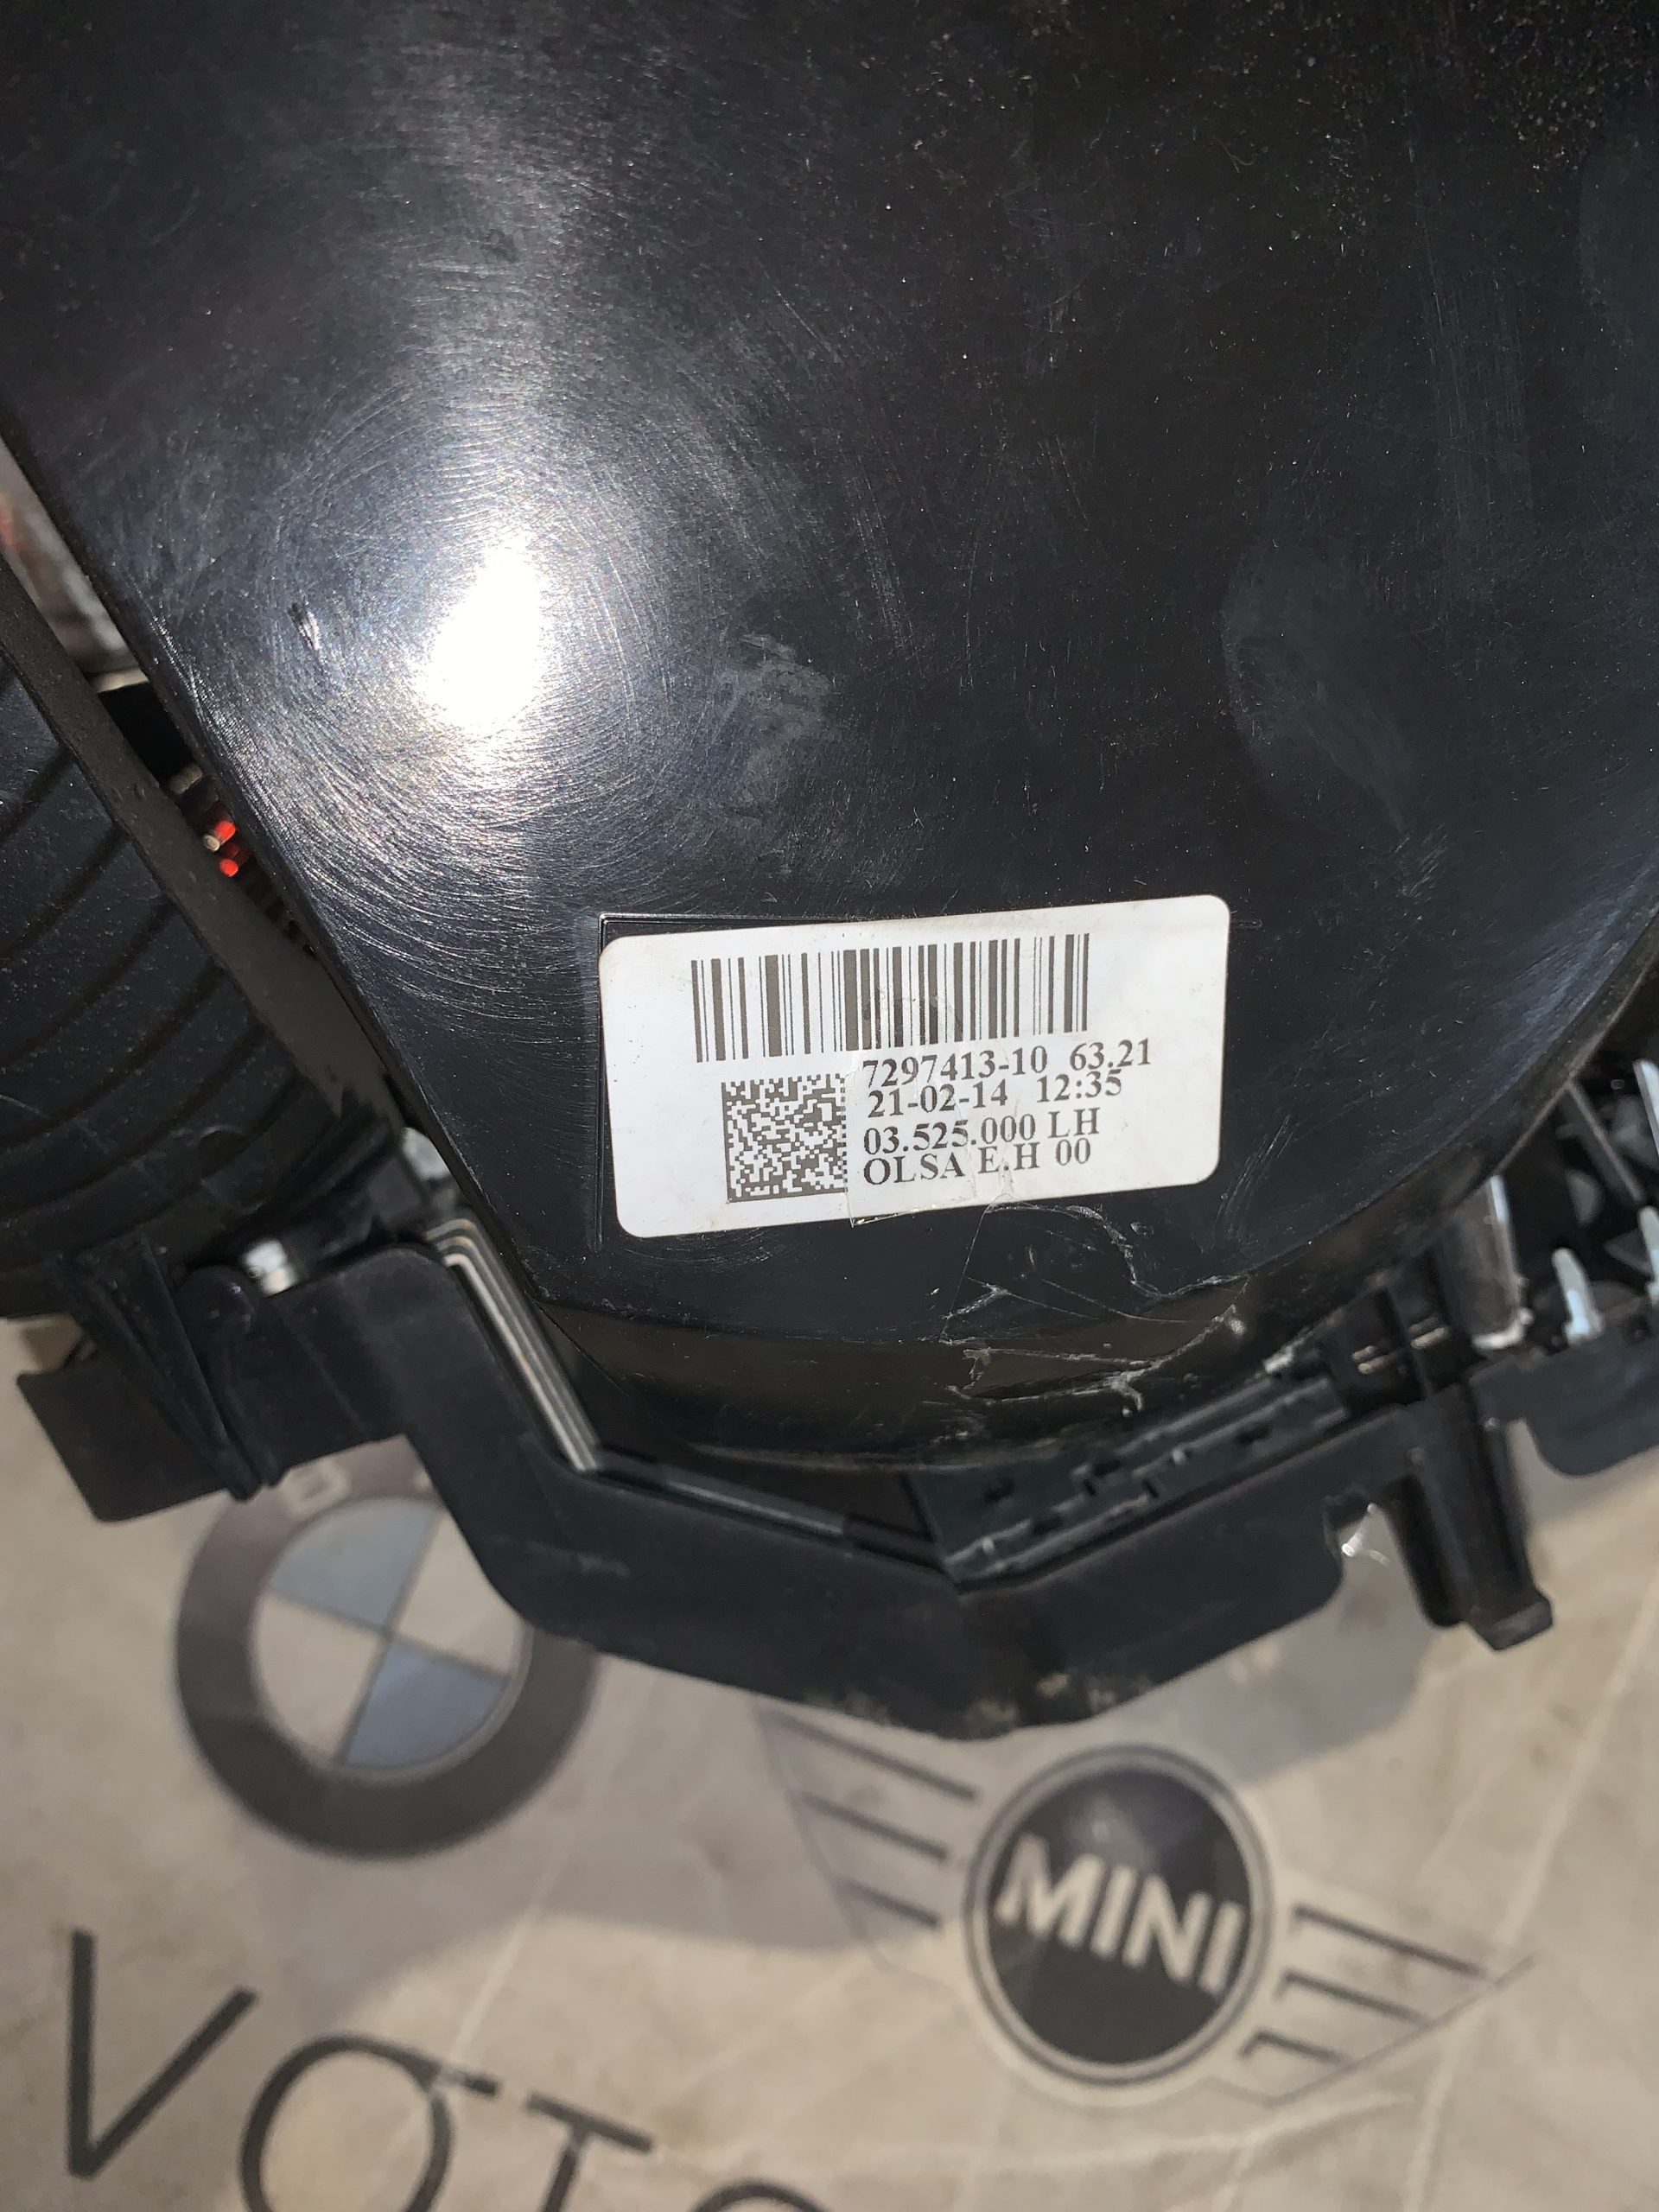 7297413-10 63.21
21-02-14 12:35
03.525.000 LH
OLSA E.H 00
MINI